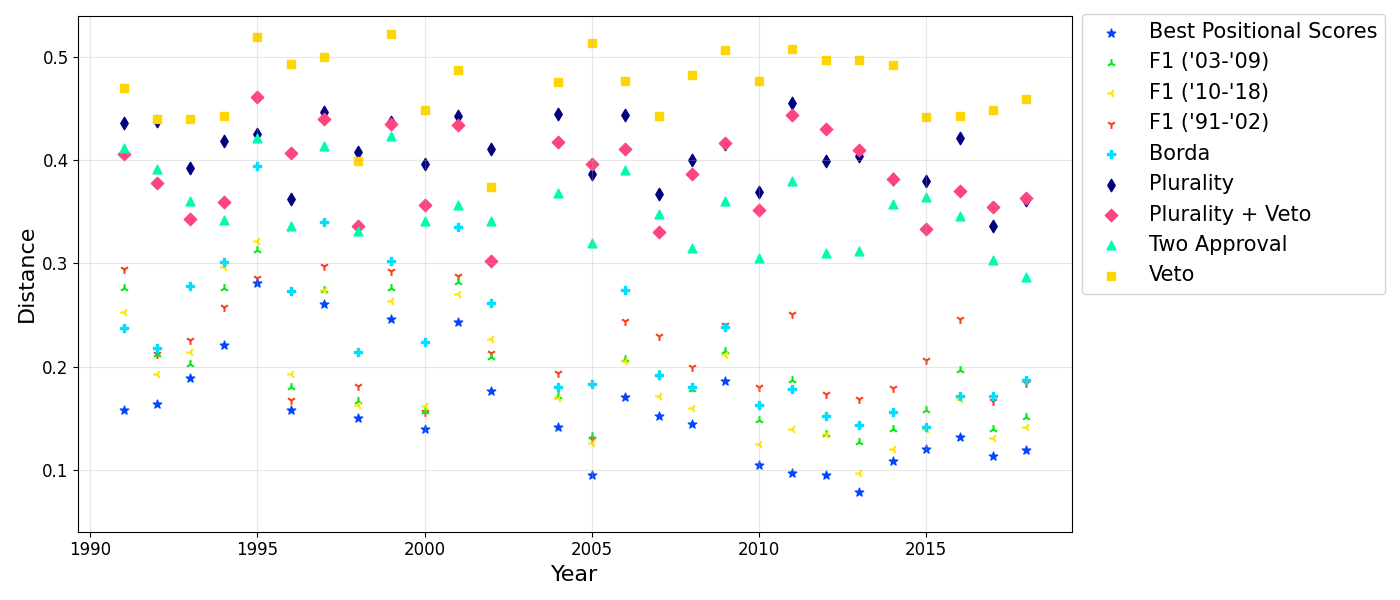 0.5
0.4
0.3
0.2
0.1
Distance
1990
1995
2000
2005
2010
2015
Year
Best Positional Scores
F1 ('03-'09)
F1 ('10-'18)
F1 ('91-'02)
Borda
Plurality
Plurality + Veto
Two Approval
Veto